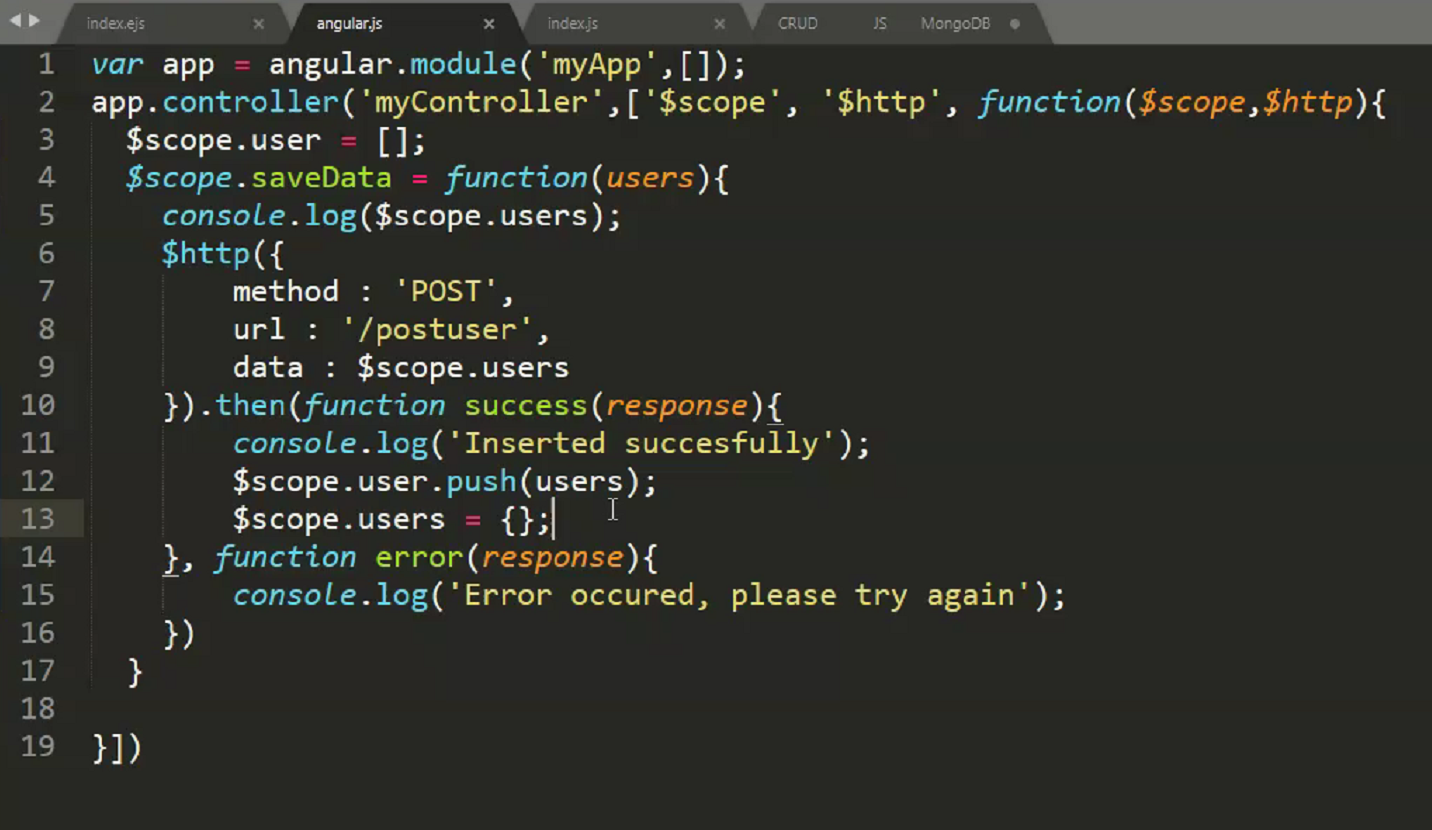 index.ejs × angular.js × index.js × CRUD JS MongoDB
1 var app = angular.module('myApp',[]);
2 app.controller('myController',['$scope', '$http', function($scope,$http){
3 $scope.user = [];
4 $scope.saveData = function(users){
5 console.log($scope.users);
6 $http({
7 method : 'POST',
8 url : '/postuser',
9 data : $scope.users
10 }).then(function success(response){
11 console.log('Inserted succesfully');
12 $scope.user.push(users);
13 $scope.users = {};
14 }, function error(response){
15 console.log('Error occured, please try again');
16 })
17 }
18
19 }])